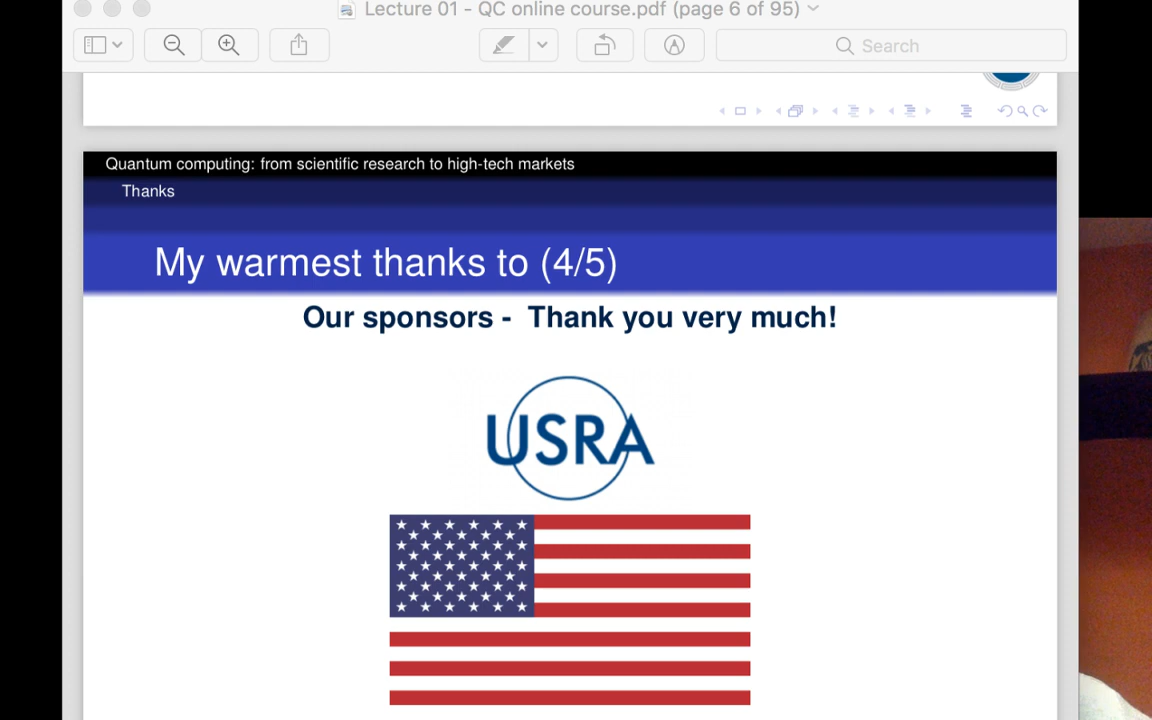 Lecture 01 - QC online course.pdf (page 6 of 95)
Search
Quantum computing: from scientific research to high-tech markets
Thanks
My warmest thanks to (4/5)
Our sponsors - Thank you very much!
USRA